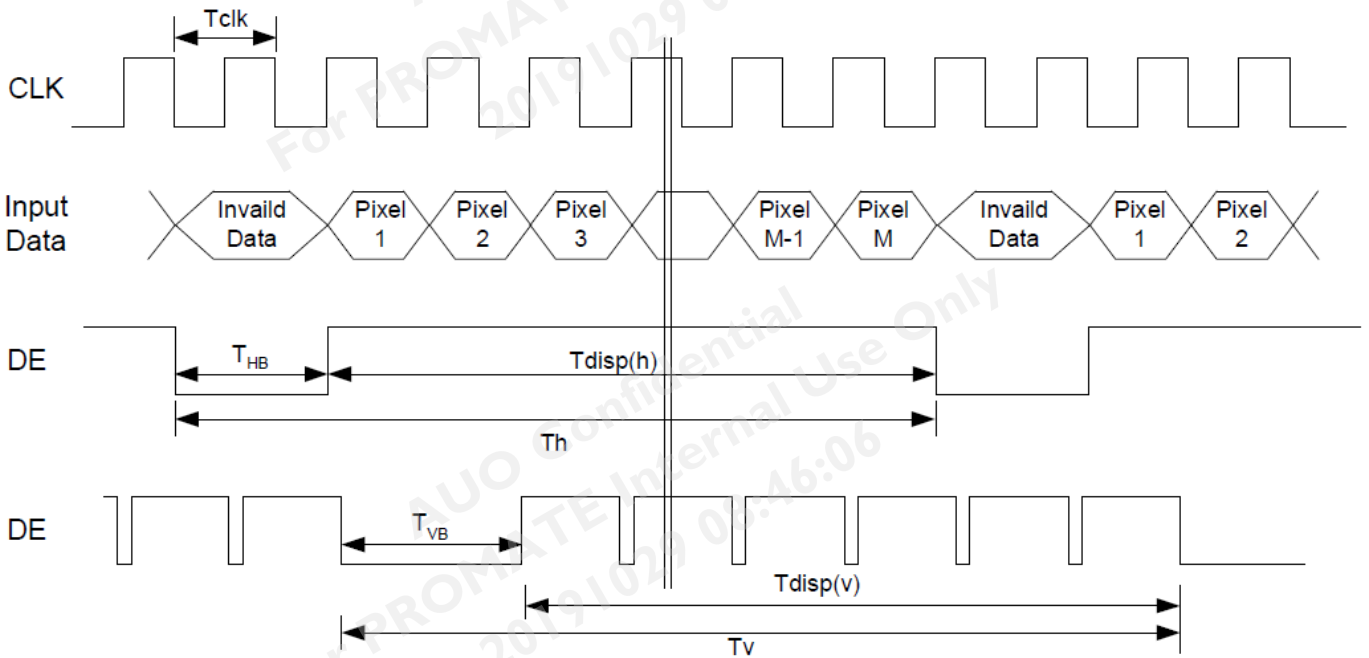 Tclk
CLK
Input
Data
Invaild
Data
Pixel
1
Pixel
2
Pixel
3
Pixel
M-1
Pixel
M
Invaild
Data
Pixel
1
Pixel
2
DE
THB
Tdisp(h)
Th
DE
TVB
Tdisp(v)
Tv
For PROMATE
20191029 0
AUO Confidential
For PROMATE Internal Use Only
20191029 08:46:06